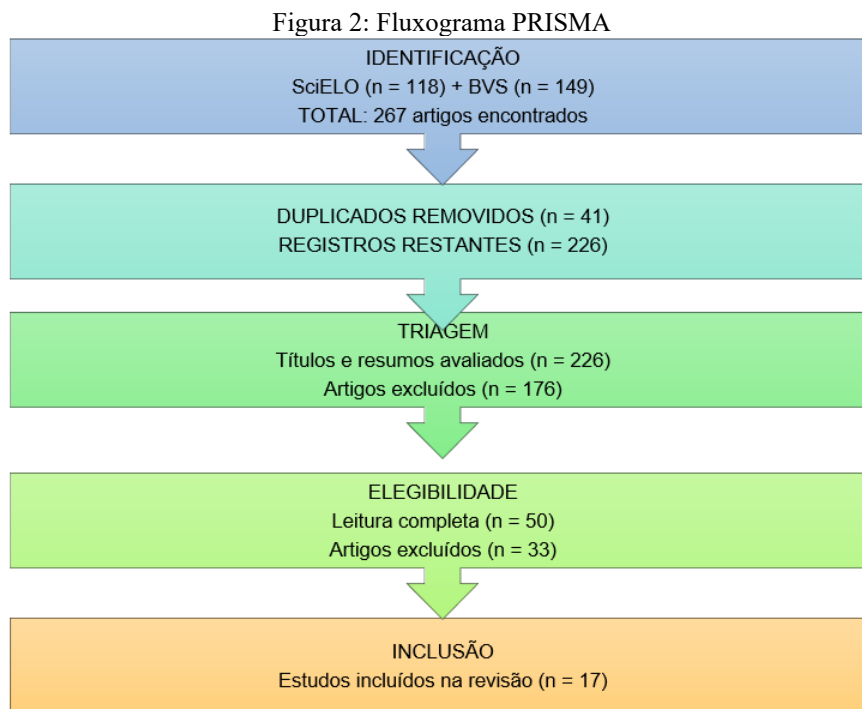 Figura 2: Fluxograma PRISMA
IDENTIFICAÇÃO
SciELO (n = 118) + BVS (n = 149)
TOTAL: 267 artigos encontrados
DUPLICADOS REMOVIDOS (n = 41)
REGISTROS RESTANTES (n = 226)
TRIAGEM
Títulos e resumos avaliados (n = 226)
Artigos excluídos (n = 176)
ELEGIBILIDADE
Leitura completa (n = 50)
Artigos excluídos (n = 33)
INCLUSÃO
Estudos incluídos na revisão (n = 17)